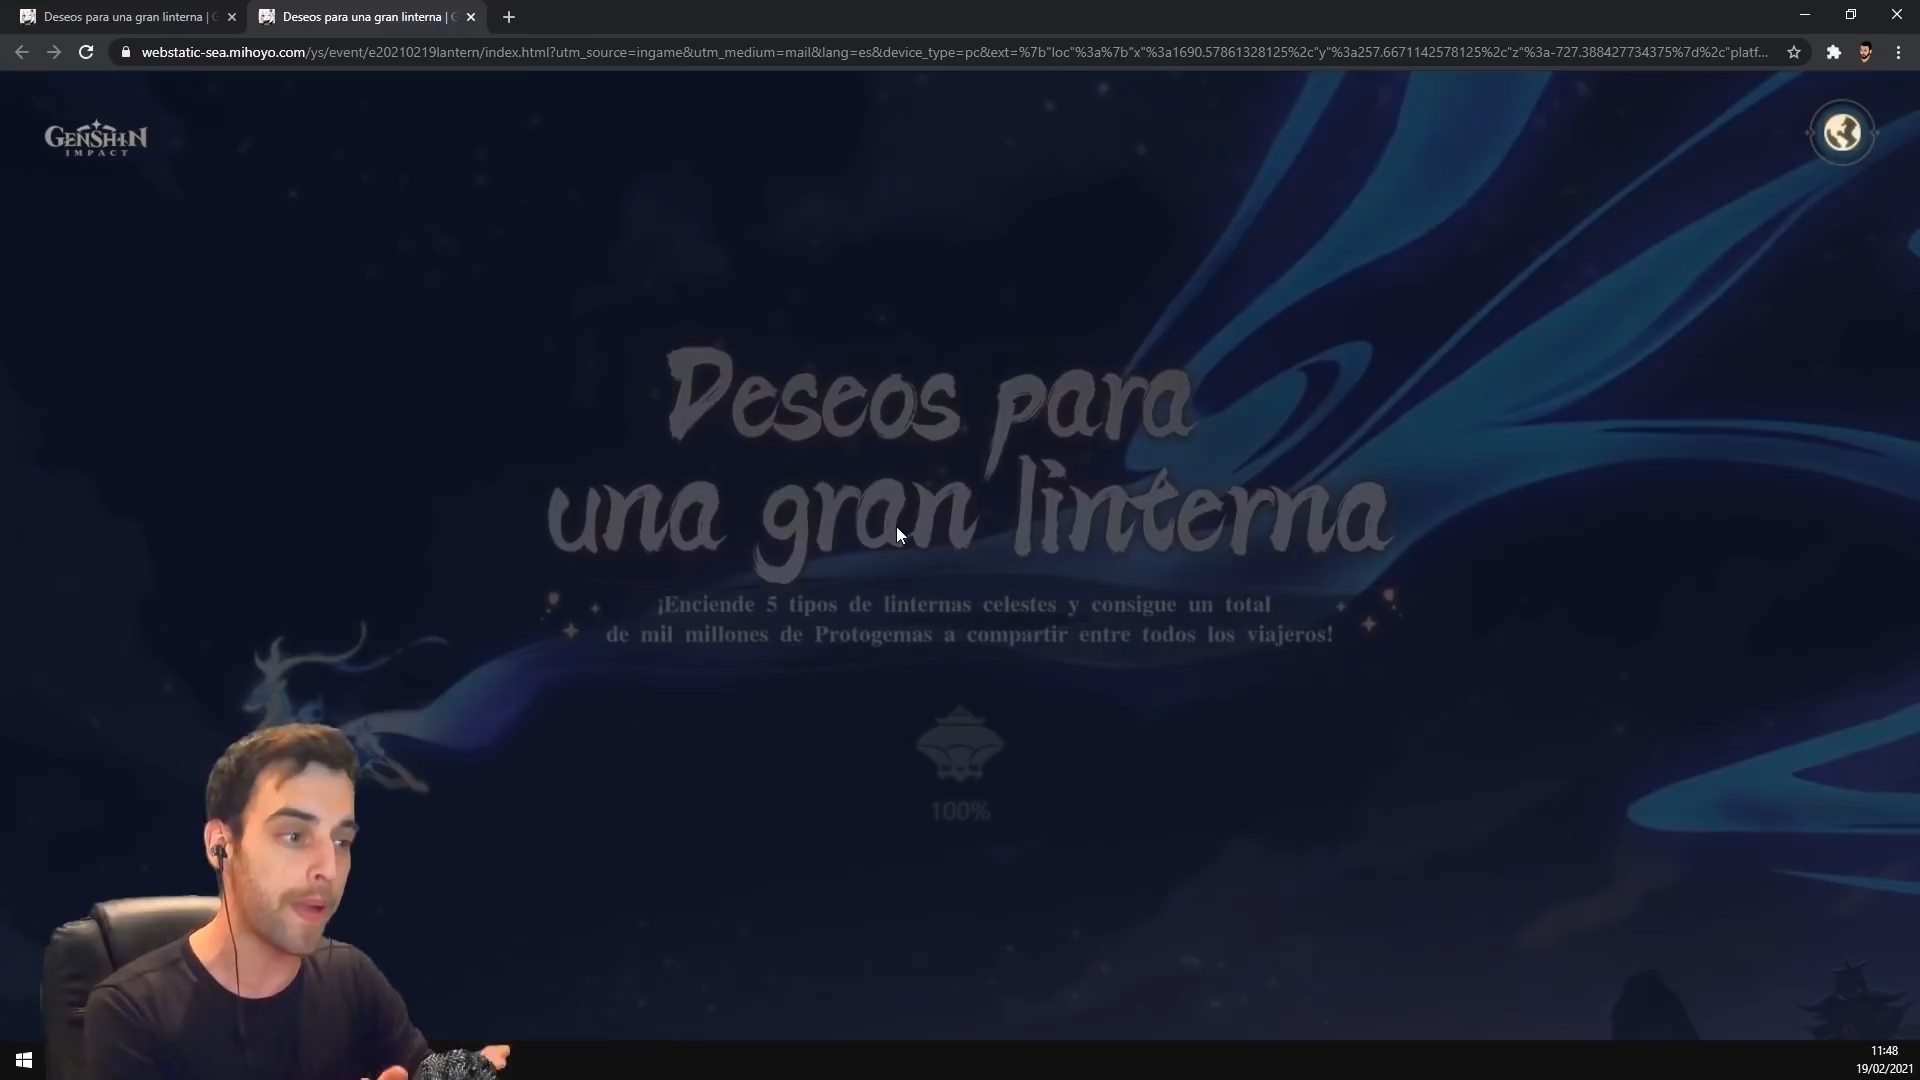 Deseos para una gran linterna | G
Deseos para una gran linterna | G
webstatic-sea.mihoyo.com/ys/event/e20210219lantern/index.html?utm_source=ingame&utm_medium=mail&lang=es&device_type=pc&ext=%7b"loc"%3a%7b"x"%3a1690.57861328125%2c"y"%3a257.6671142578125%2c"z"%3a-727.388427734375%7d%2c"platf...
GENSHIN
IMPACT
Deseos para
una gran linterna
¡Enciende 5 tipos de linternas celestes y consigue un total
de mil millones de Protogemas a compartir entre todos los viajeros!
100%
11:48
19/02/2021